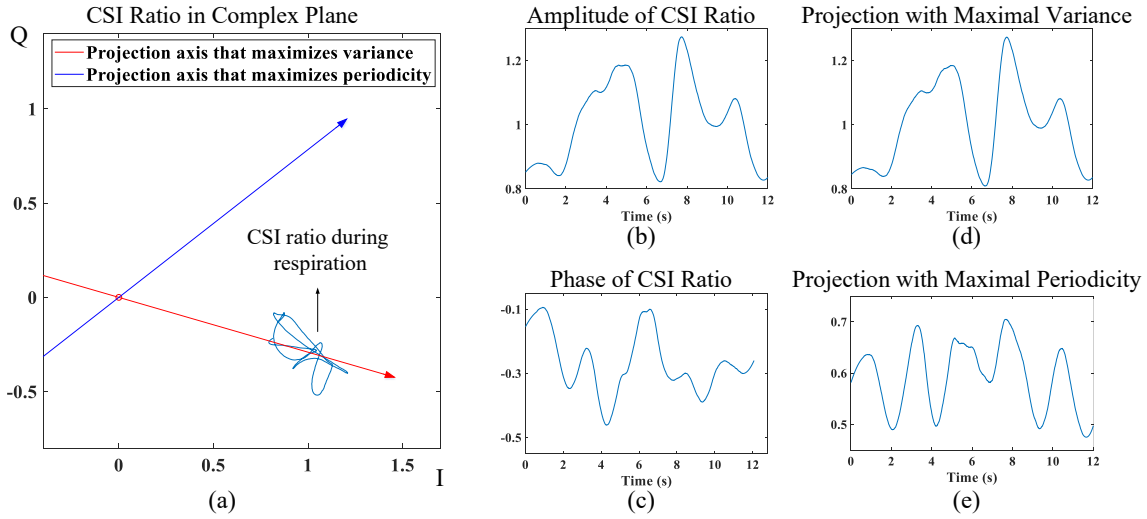 CSI Ratio in Complex Plane
Q
Projection axis that maximizes variance
Projection axis that maximizes periodicity
1
0.5
0
-0.5
CSI ratio during
respiration
0
0.5
1
1.5
I
(a)
Amplitude of CSI Ratio
1.2
1
0.8
0
2
4
6
8
10
12
Time (s)
(b)
Projection with Maximal Variance
1.2
1
0.8
0
2
4
6
8
10
12
Time (s)
(d)
Phase of CSI Ratio
-0.1
-0.3
-0.5
0
2
4
6
8
10
12
Time (s)
(c)
Projection with Maximal Periodicity
0.7
0.6
0.5
0
2
4
6
8
10
12
Time (s)
(e)